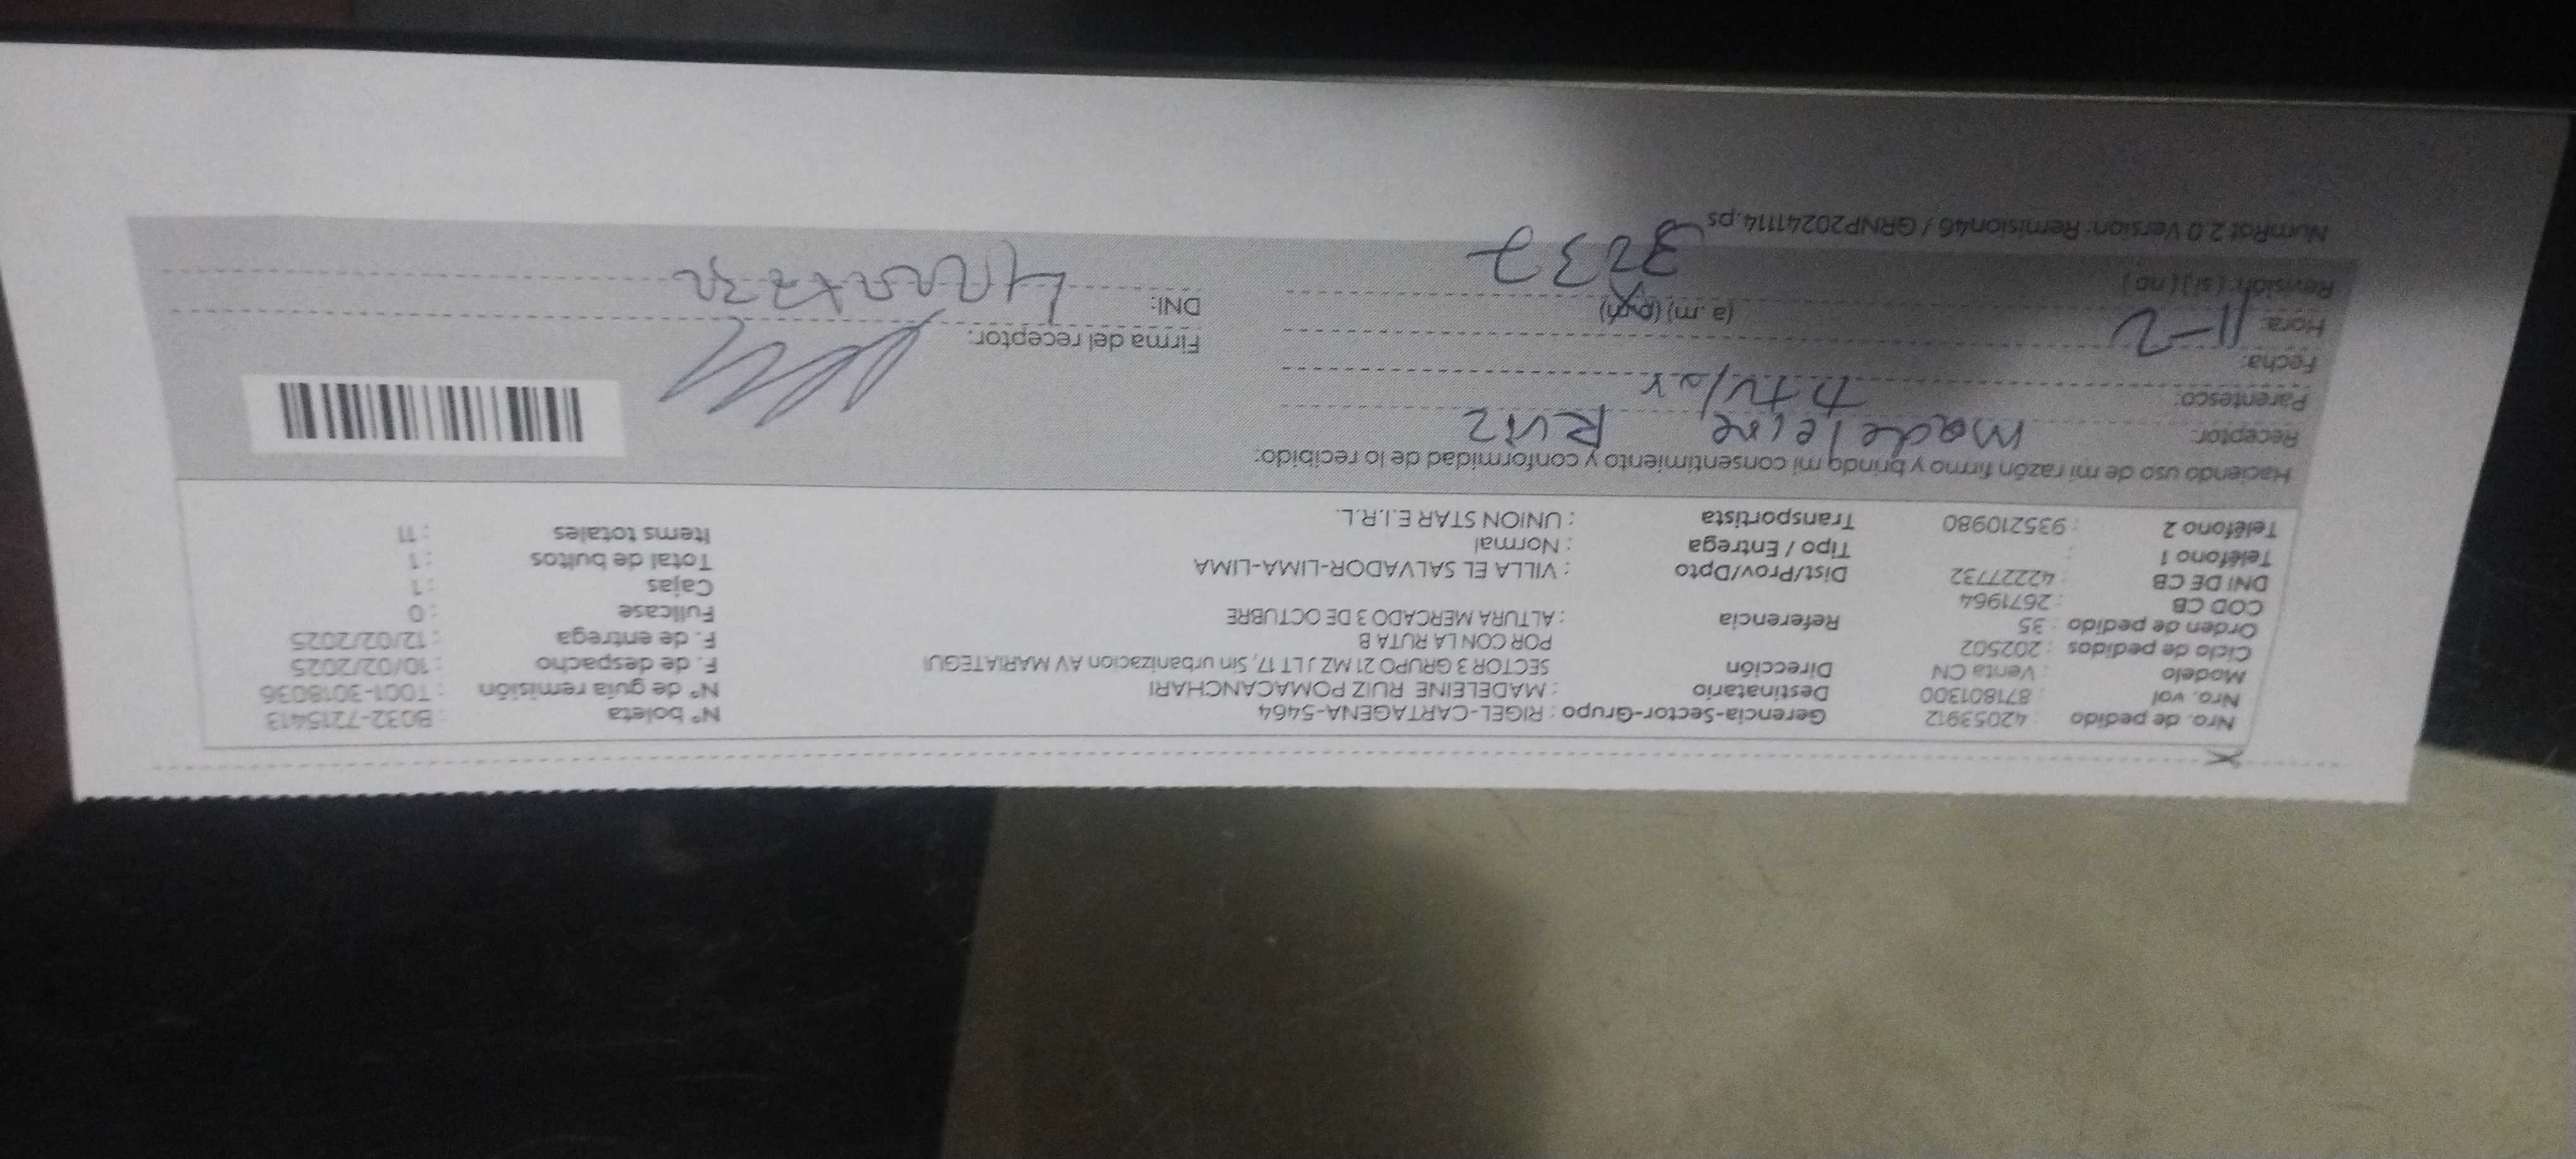 Nro. de pedido : 42053912 Gerencia-Sector-Grupo : RIGEL-CARTAGENA-5464 N° boleta : B032-7215413
Nro. vol : 871801300 Destinatario : MADELEINE RUIZ POMACANCHARI N° de guía remisión : T001-3018036
Modelo : Venta CN Dirección SECTOR 3 GRUPO 21 MZ J LT 17, Sin urbanizacion AV MARIATEGUI F. de despacho : 10/02/2025
Ciclo de pedidos : 202502 POR CON LA RUTA B F. de entrega : 12/02/2025
Orden de pedido : 35 Referencia : ALTURA MERCADO 3 DE OCTUBRE Fullcase : 0
COD CB : 2671964 Cajas : 1
DNI DE CB : 42227732 Dist/Prov/Dpto : VILLA EL SALVADOR-LIMA-LIMA Total de bultos : 1
Teléfono 1 : Tipo / Entrega : Normal Items totales : 11
Teléfono 2 : 935210980 Transportista : UNION STAR E.I.R.L.
Haciendo uso de mi razón firmo y brindo mi consentimiento y conformidad de lo recibido:
Receptor: Madeleine Ruiz
Parentesco: titular
Fecha: 11-2 Firma del receptor:
Hora: (a.m) (p.m) DNI:
Revisión: ( si ) ( no ) 3237
NumRot 2.0 Version: Remision46 / GRNP20241114.ps